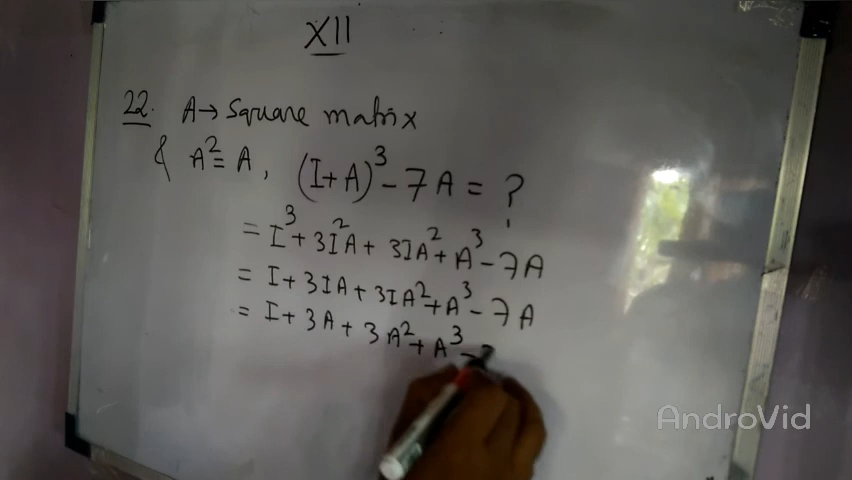 XII
22. A→ Square matrix
& A² = A, (I+A)³ - 7A = ?
= I³ + 3I²A + 3IA² + A³ - 7A
= I + 3IA + 3IA² + A³ - 7A
= I + 3A + 3A² + A³ -
AndroVid